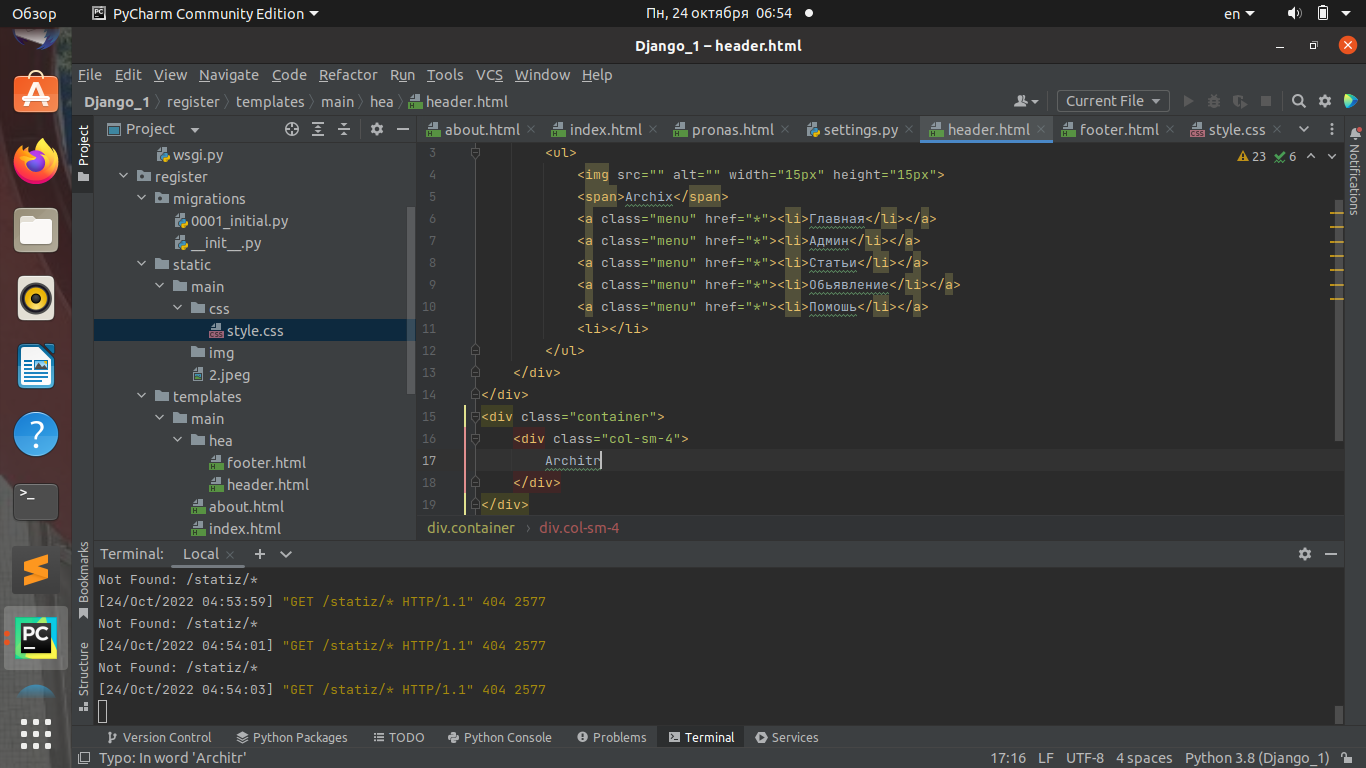 Обзор PyCharm Community Edition Пн, 24 октября 06:54 en
Django_1 – header.html
File Edit View Navigate Code Refactor Run Tools VCS Window Help
Django_1 register templates main hea header.html Current File
Project
Project
about.html index.html pronas.html settings.py header.html footer.html style.css
Notifications
wsgi.py
register
migrations
0001_initial.py
__init__.py
static
main
css
style.css
img
2.jpeg
templates
main
hea
footer.html
header.html
about.html
index.html
23 6
3 <ul>
4 <img src="" alt="" width="15px" height="15px">
5 <span>Archix</span>
6 <a class="menu" href="*"><li>Главная</li></a>
7 <a class="menu" href="*"><li>Админ</li></a>
8 <a class="menu" href="*"><li>Статьи</li></a>
9 <a class="menu" href="*"><li>Обьявление</li></a>
10 <a class="menu" href="*"><li>Помошь</li></a>
11 <li></li>
12 </ul>
13 </div>
14 </div>
15 <div class="container">
16 <div class="col-sm-4">
17 Architr
18 </div>
19 </div>
div.container div.col-sm-4
Bookmarks
Structure
Terminal: Local
Not Found: /statiz/*
[24/Oct/2022 04:53:59] "GET /statiz/* HTTP/1.1" 404 2577
Not Found: /statiz/*
[24/Oct/2022 04:54:01] "GET /statiz/* HTTP/1.1" 404 2577
Not Found: /statiz/*
[24/Oct/2022 04:54:03] "GET /statiz/* HTTP/1.1" 404 2577
Version Control Python Packages TODO Python Console Problems Terminal Services
Typo: In word 'Architr' 17:16 LF UTF-8 4 spaces Python 3.8 (Django_1)